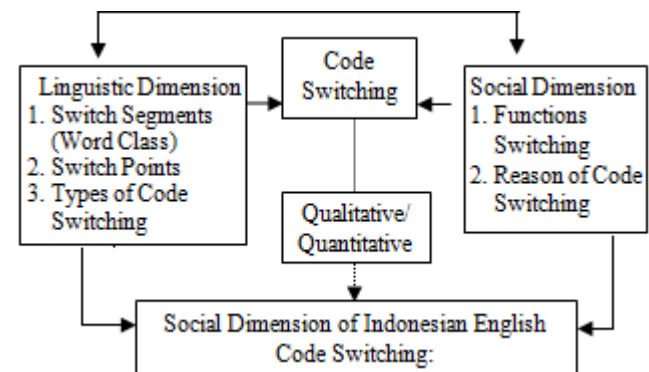 Linguistic Dimension
1. Switch Segments
(Word Class)
2. Switch Points
3. Types of Code
Switching
Code
Switching
Social Dimension
1. Functions
Switching
2. Reason of Code
Switching
Qualitative/
Quantitative
Social Dimension of Indonesian English
Code Switching: